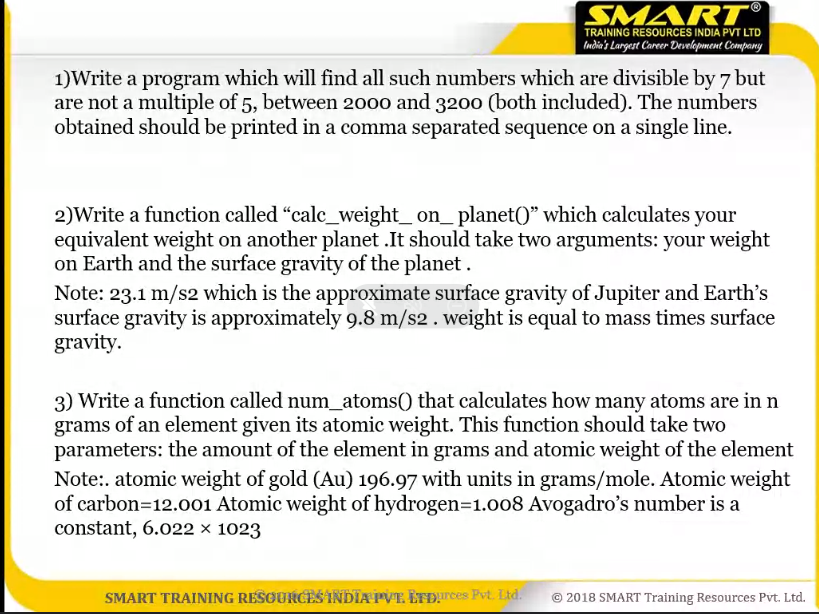 SMART®
TRAINING RESOURCES INDIA PVT LTD
India's Largest Career Development Company
1)Write a program which will find all such numbers which are divisible by 7 but
are not a multiple of 5, between 2000 and 3200 (both included). The numbers
obtained should be printed in a comma separated sequence on a single line.
2)Write a function called “calc_weight_ on_ planet()” which calculates your
equivalent weight on another planet .It should take two arguments: your weight
on Earth and the surface gravity of the planet .
Note: 23.1 m/s2 which is the approximate surface gravity of Jupiter and Earth's
surface gravity is approximately 9.8 m/s2 . weight is equal to mass times surface
gravity.
3) Write a function called num_atoms() that calculates how many atoms are in n
grams of an element given its atomic weight. This function should take two
parameters: the amount of the element in grams and atomic weight of the element
Note:. atomic weight of gold (Au) 196.97 with units in grams/mole. Atomic weight
of carbon=12.001 Atomic weight of hydrogen=1.008 Avogadro's number is a
constant, 6.022 × 1023
SMART TRAINING RESOURCES INDIA PVT. LTD. © 2018 SMART Training Resources Pvt. Ltd.